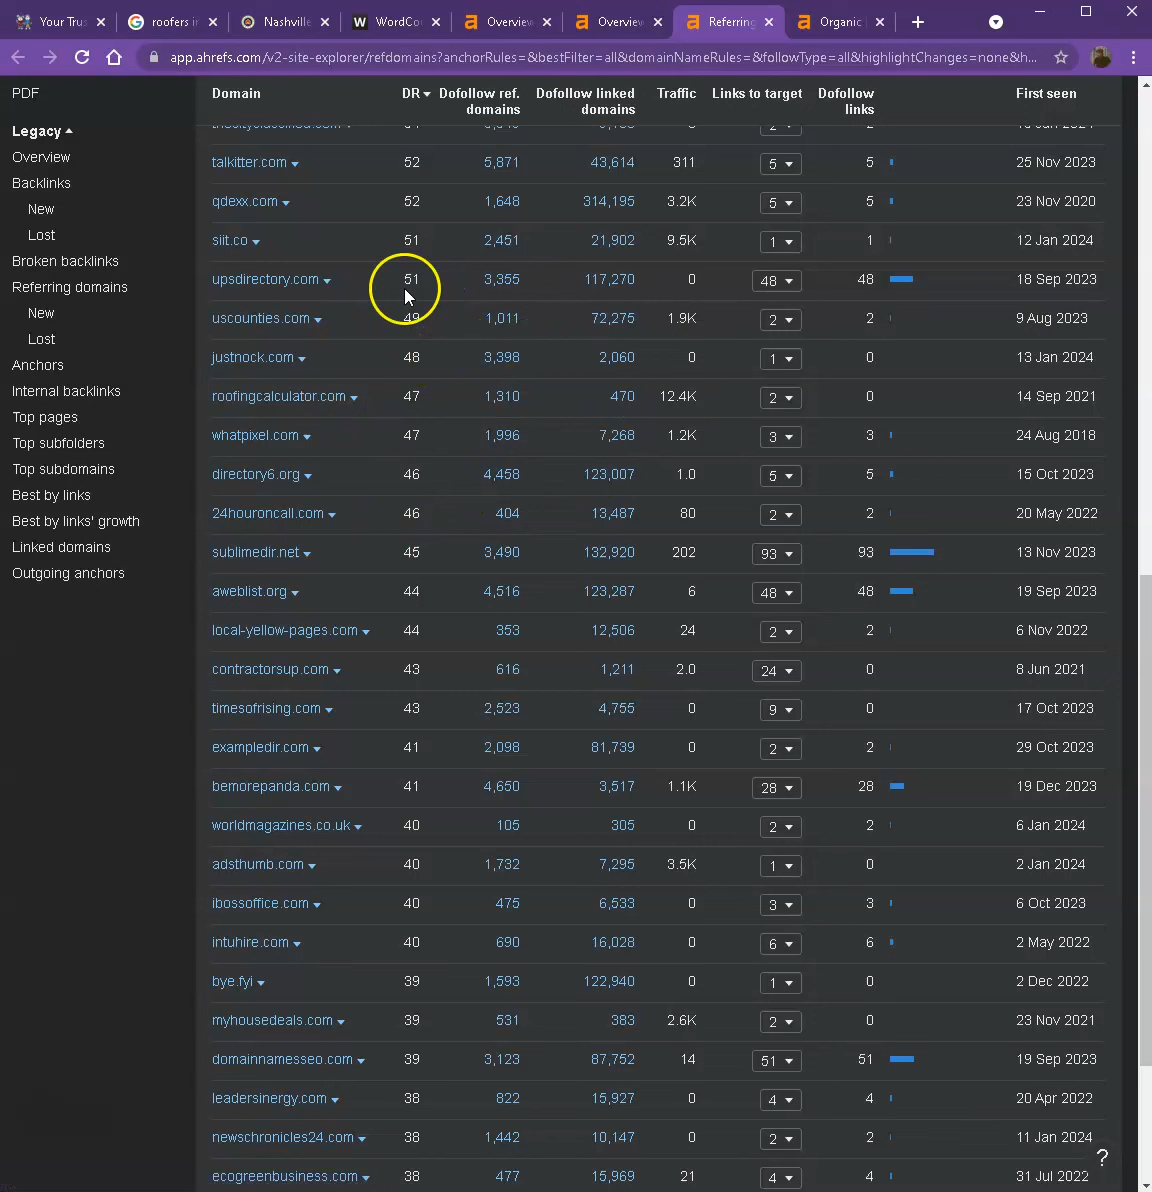 Your Tru
roofers in
Nashville
WordCou
Overview
Overview
Referring
Organic
app.ahrefs.com/v2-site-explorer/refdomains?anchorRules=&bestFilter=all&domainNameRules=&followType=all&highlightChanges=none&h...
PDF
Legacy
Overview
Backlinks
New
Lost
Broken backlinks
Referring domains
New
Lost
Anchors
Internal backlinks
Top pages
Top subfolders
Top subdomains
Best by links
Best by links' growth
Linked domains
Outgoing anchors
Domain DR Dofollow ref. domains Dofollow linked domains Traffic Links to target Dofollow links First seen
talkitter.com 52 5,871 43,614 311 5 5 25 Nov 2023
qdexx.com 52 1,648 314,195 3.2K 5 5 23 Nov 2020
siit.co 51 2,451 21,902 9.5K 1 1 12 Jan 2024
upsdirectory.com 51 3,355 117,270 0 48 48 18 Sep 2023
uscounties.com 49 1,011 72,275 1.9K 2 2 9 Aug 2023
justnock.com 48 3,398 2,060 0 1 0 13 Jan 2024
roofingcalculator.com 47 1,310 470 12.4K 2 0 14 Sep 2021
whatpixel.com 47 1,996 7,268 1.2K 3 3 24 Aug 2018
directory6.org 46 4,458 123,007 1.0 5 5 15 Oct 2023
24houroncall.com 46 404 13,487 80 2 2 20 May 2022
sublimedir.net 45 3,490 132,920 202 93 93 13 Nov 2023
aweblist.org 44 4,516 123,287 6 48 48 19 Sep 2023
local-yellow-pages.com 44 353 12,506 24 2 2 6 Nov 2022
contractorsup.com 43 616 1,211 2.0 24 0 8 Jun 2021
timesofrising.com 43 2,523 4,755 0 9 0 17 Oct 2023
exampledir.com 41 2,098 81,739 0 2 2 29 Oct 2023
bemorepanda.com 41 4,650 3,517 1.1K 28 28 19 Dec 2023
worldmagazines.co.uk 40 105 305 0 2 2 6 Jan 2024
adsthumb.com 40 1,732 7,295 3.5K 1 0 2 Jan 2024
ibossoffice.com 40 475 6,533 0 3 3 6 Oct 2023
intuhire.com 40 690 16,028 0 6 6 2 May 2022
bye.fyi 39 1,593 122,940 0 1 0 2 Dec 2022
myhousedeals.com 39 531 383 2.6K 2 0 23 Nov 2021
domainnamesseo.com 39 3,123 87,752 14 51 51 19 Sep 2023
leadersinergy.com 38 822 15,927 0 4 4 20 Apr 2022
newschronicles24.com 38 1,442 10,147 0 2 2 11 Jan 2024
ecogreenbusiness.com 38 477 15,969 21 4 4 31 Jul 2022
?